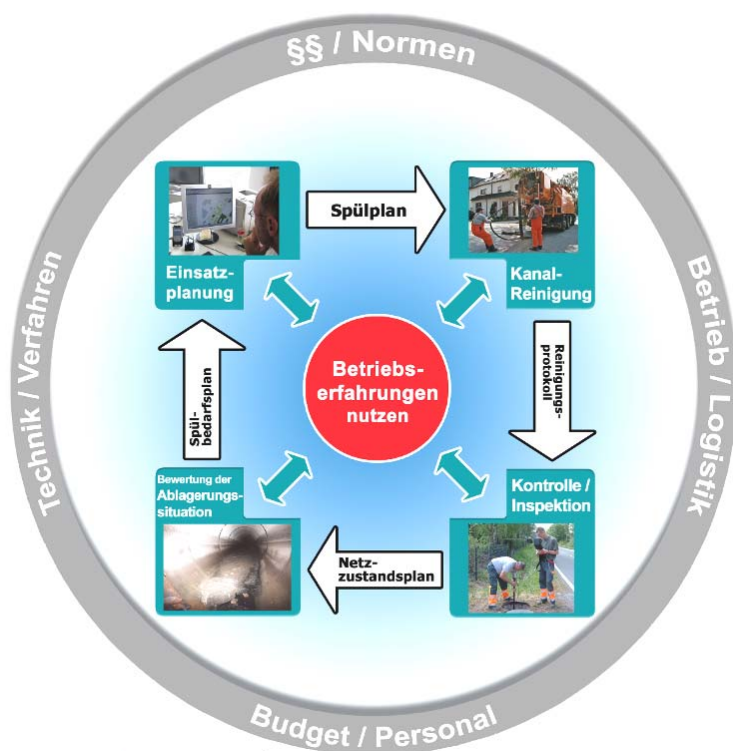 §§ / Normen
Technik / Verfahren
Betrieb / Logistik
Budget / Personal
Einsatz-
planung
Spülplan
Kanal-
Reinigung
Reinigungs-
protokoll
Kontrolle /
Inspektion
Netz-
zustandsplan
Bewertung der
Ablagerungs-
situation
Spül-
bedarfsplan
Betriebs-
erfahrungen
nutzen